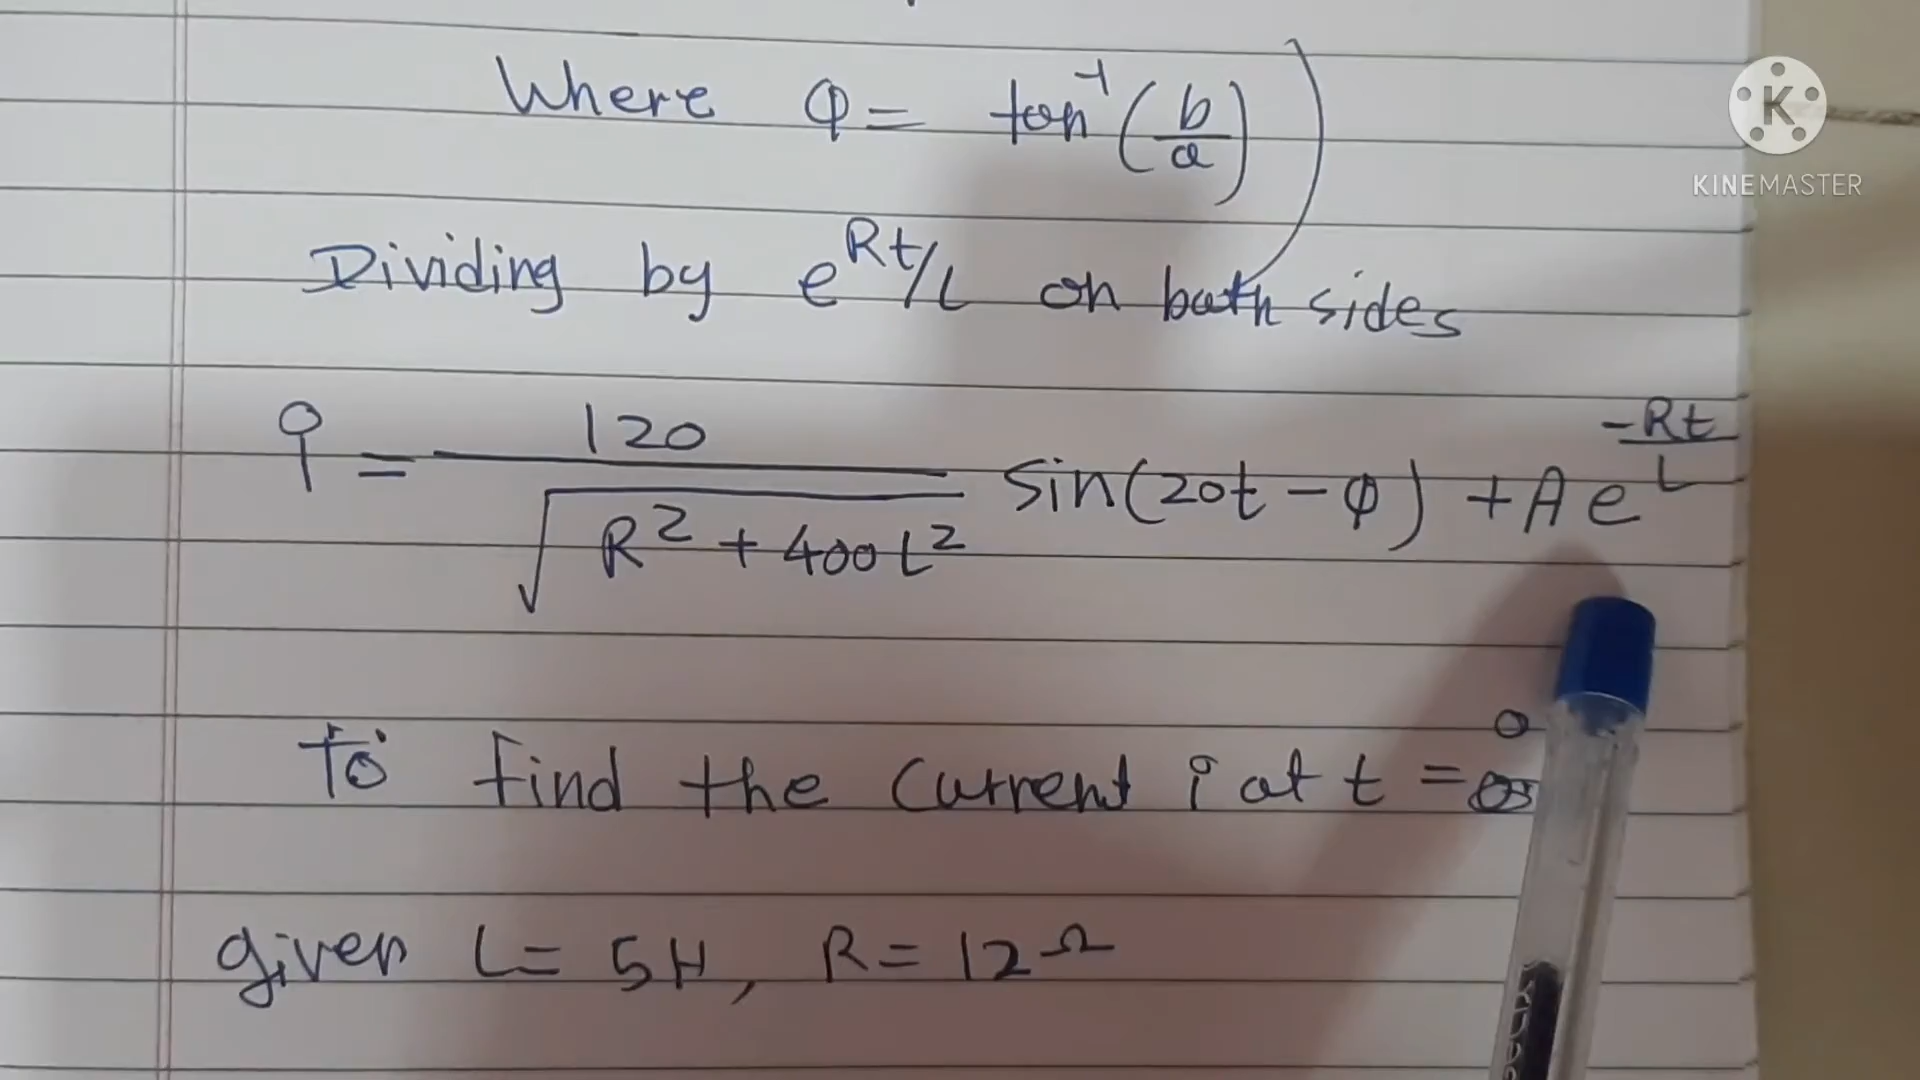 Where φ = tan⁻¹(b/a))
K
KINEMASTER
Dividing by e^Rt/L on both sides
i = 120/√(R² + 400L²) sin(20t - φ) + A e^(-Rt/L)
To find the current i at t = 0
given L = 5H, R = 12Ω